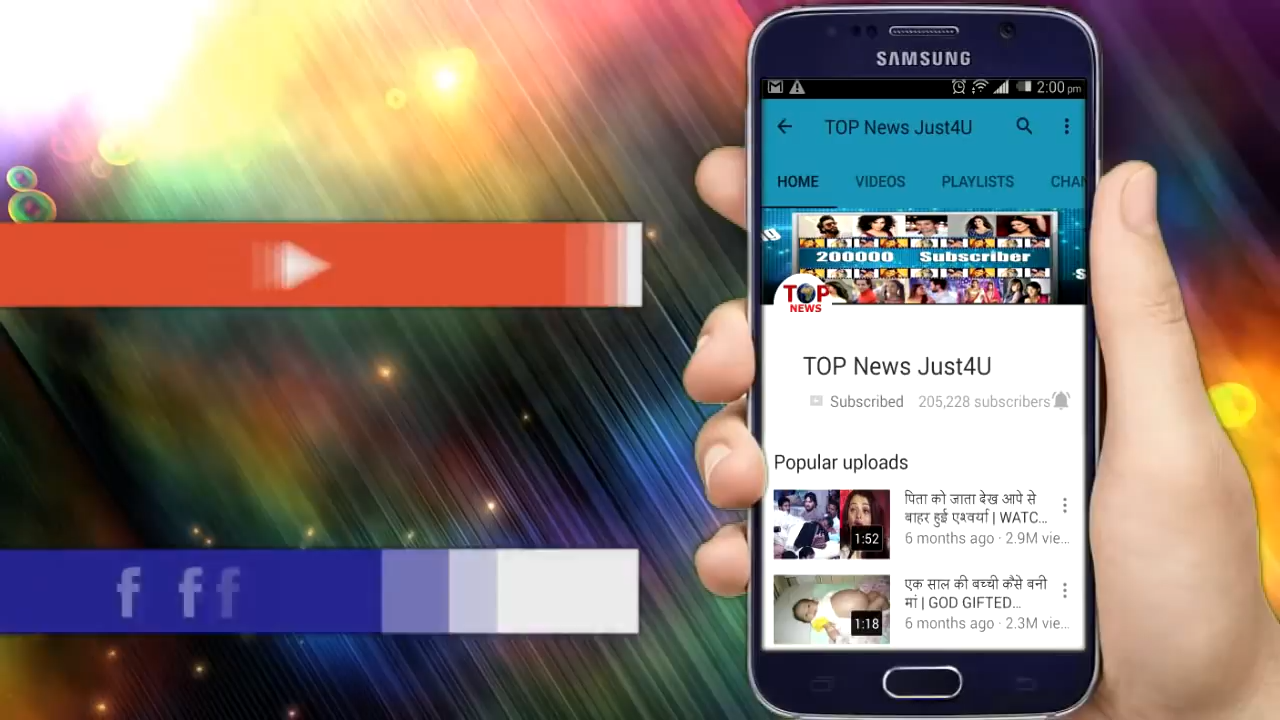 SAMSUNG
2:00 pm
TOP News Just4U
HOME VIDEOS PLAYLISTS CHAN
200000 Subscriber
TOP
NEWS
TOP News Just4U
Subscribed 205,228 subscribers
Popular uploads
पिता को जाता देख आपे से
बाहर हुई एश्वर्या | WATC...
1:52
6 months ago · 2.9M vie...
एक साल की बच्ची कैसे बनी
मां | GOD GIFTED...
1:18
6 months ago · 2.3M vie...
f f f